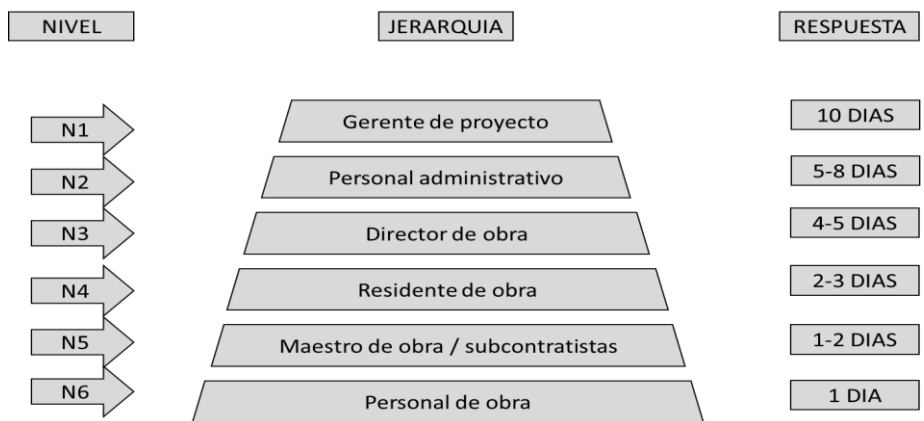 NIVEL JERARQUIA RESPUESTA
N1 Gerente de proyecto 10 DIAS
N2 Personal administrativo 5-8 DIAS
N3 Director de obra 4-5 DIAS
N4 Residente de obra 2-3 DIAS
N5 Maestro de obra / subcontratistas 1-2 DIAS
N6 Personal de obra 1 DIA